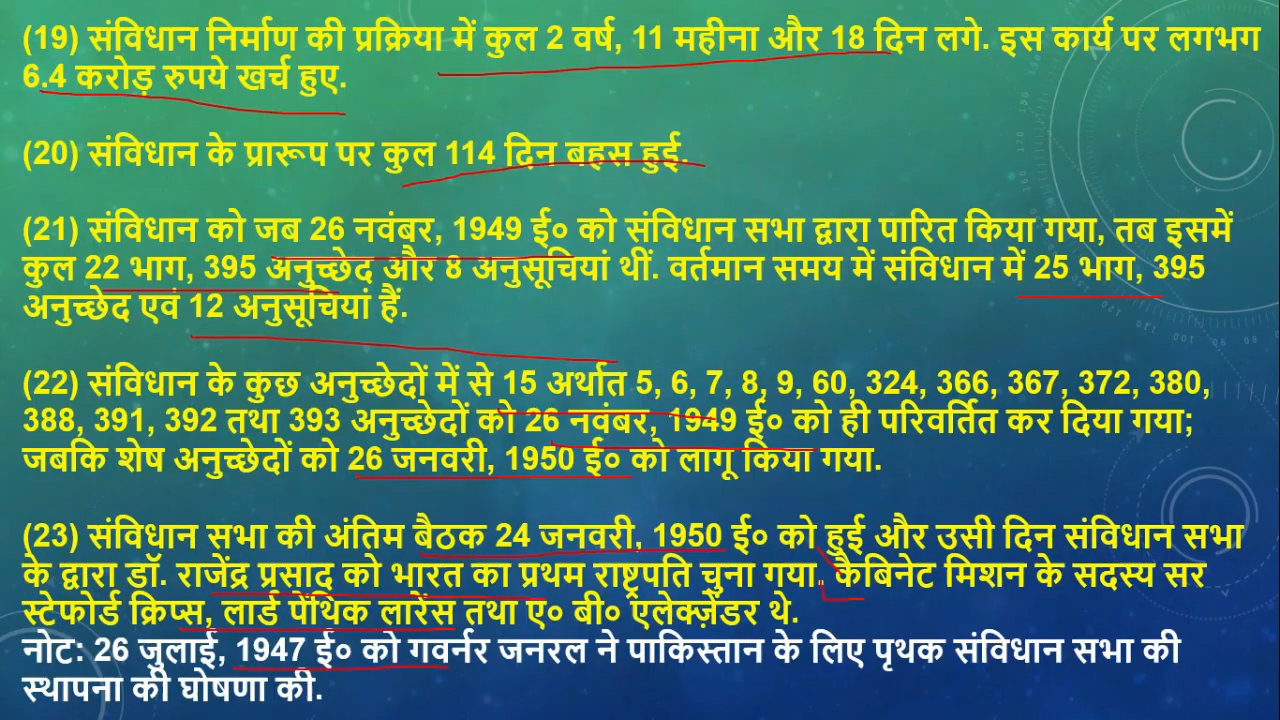 (19) संविधान निर्माण की प्रक्रिया में कुल 2 वर्ष, 11 महीना और 18 दिन लगे. इस कार्य पर लगभग
6.4 करोड़ रुपये खर्च हुए.
(20) संविधान के प्रारूप पर कुल 114 दिन बहस हुई.
(21) संविधान को जब 26 नवंबर, 1949 ई० को संविधान सभा द्वारा पारित किया गया, तब इसमें
कुल 22 भाग, 395 अनुच्छेद और 8 अनुसूचियां थीं. वर्तमान समय में संविधान में 25 भाग, 395
अनुच्छेद एवं 12 अनुसूचियां हैं.
(22) संविधान के कुछ अनुच्छेदों में से 15 अर्थात 5, 6, 7, 8, 9, 60, 324, 366, 367, 372, 380,
388, 391, 392 तथा 393 अनुच्छेदों को 26 नवंबर, 1949 ई० को ही परिवर्तित कर दिया गया;
जबकि शेष अनुच्छेदों को 26 जनवरी, 1950 ई० को लागू किया गया.
(23) संविधान सभा की अंतिम बैठक 24 जनवरी, 1950 ई० को हुई और उसी दिन संविधान सभा
के द्वारा डॉ. राजेंद्र प्रसाद को भारत का प्रथम राष्ट्रपति चुना गया. कैबिनेट मिशन के सदस्य सर
स्टेफोर्ड क्रिप्स, लार्ड पेंथिक लारेंस तथा ए० बी० एलेक्ज़ेंडर थे.
नोट: 26 जुलाई, 1947 ई० को गवर्नर जनरल ने पाकिस्तान के लिए पृथक संविधान सभा की
स्थापना की घोषणा की.